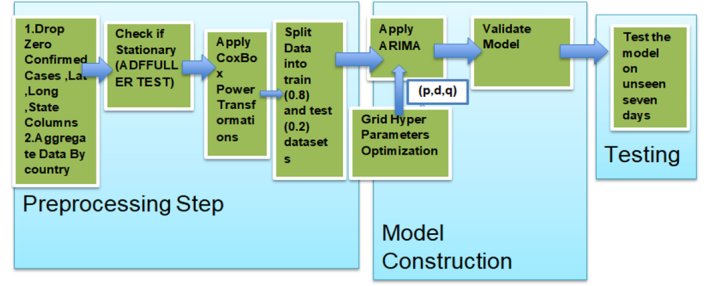 1.Drop
Zero
Confirmed
Cases ,Lat
,Long
,State
Columns
2.Aggrega
te Data By
country
Check if
Stationary
(ADFFULL
ER TEST)
Apply
CoxBo
x
Power
Transf
ormati
ons
Split
Data
into
train
(0.8)
and test
(0.2)
dataset
s
Preprocessing Step
Apply
ARIMA
(p,d,q)
Grid Hyper
Parameters
Optimization
Validate
Model
Model
Construction
Test the
model
on
unseen
seven
days
Testing